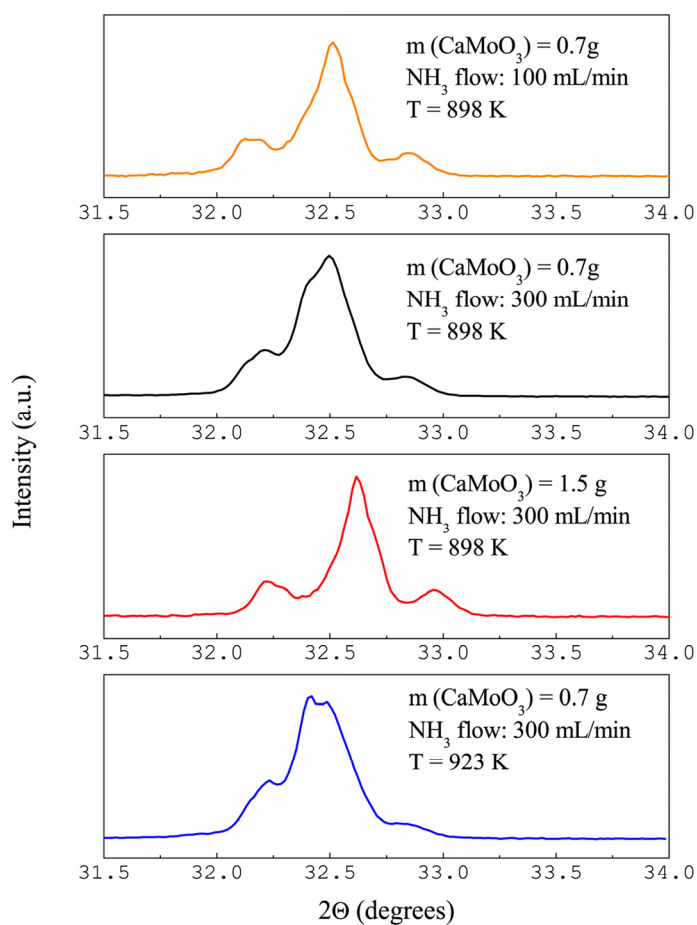 m (CaMoO₃) = 0.7g
NH₃ flow: 100 mL/min
T = 898 K
31.5 32.0 32.5 33.0 33.5 34.0
m (CaMoO₃) = 0.7g
NH₃ flow: 300 mL/min
T = 898 K
31.5 32.0 32.5 33.0 33.5 34.0
Intensity (a.u.)
m (CaMoO₃) = 1.5 g
NH₃ flow: 300 mL/min
T = 898 K
31.5 32.0 32.5 33.0 33.5 34.0
m (CaMoO₃) = 0.7 g
NH₃ flow: 300 mL/min
T = 923 K
31.5 32.0 32.5 33.0 33.5 34.0
2Θ (degrees)